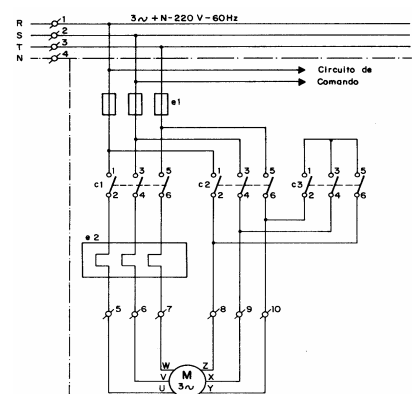 R 1 3∿ + N-220 V-60Hz
S 2
T 3
N 4
Circuito de
Comando
e1
1 3 5 1 3 5 1 3 5
c1 c2 c3
2 4 6 2 4 6 2 4 6
e 2
5 6 7 8 9 10
W Z
V M X
U 3∿ Y